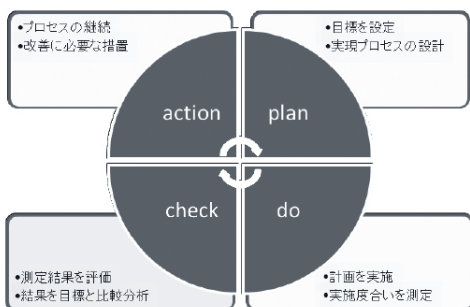 •プロセスの継続
•改善に必要な措置
•目標を設定
•実現プロセスの設計
action
plan
check
do
•測定結果を評価
•結果を目標と比較分析
•計画を実施
•実施度合いを測定